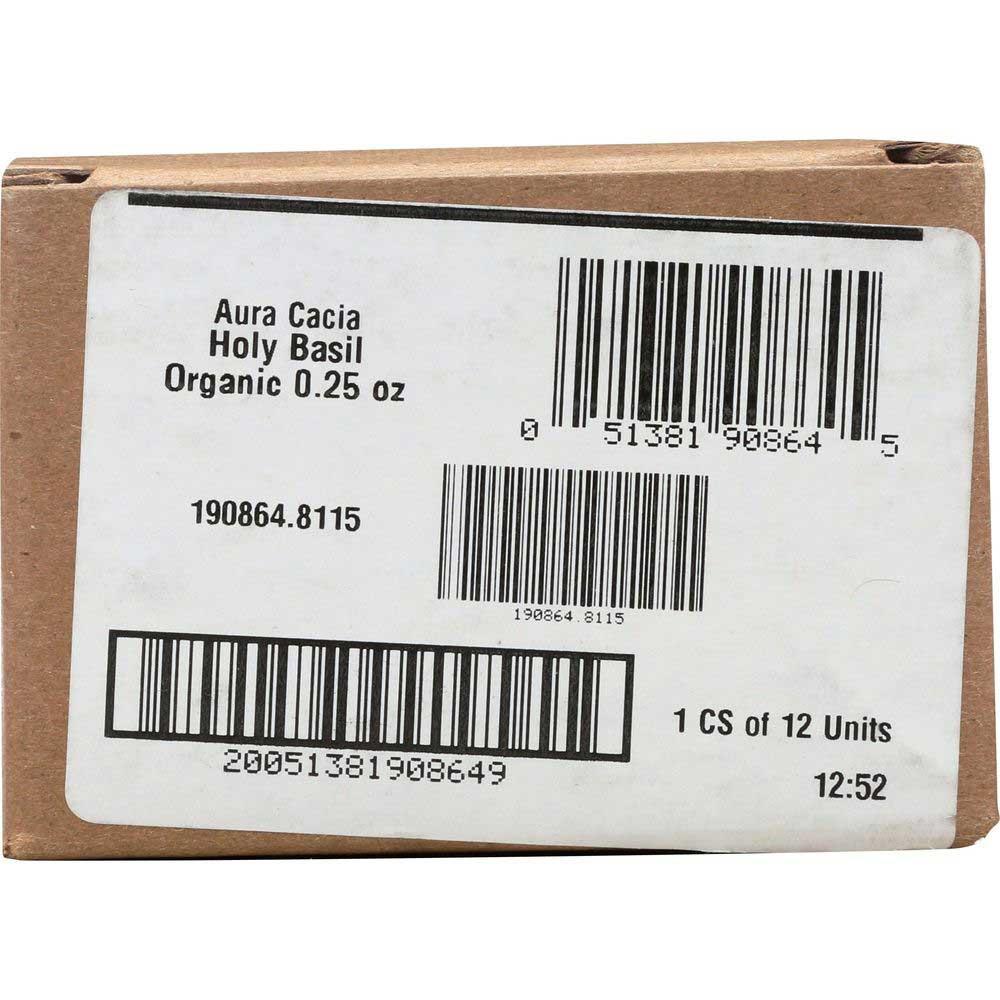 Aura Cacia
Holy Basil
Organic 0.25 oz
0 51381 90864 5
190864.8115
190864.8115
20051381908649
1 CS of 12 Units
12:52